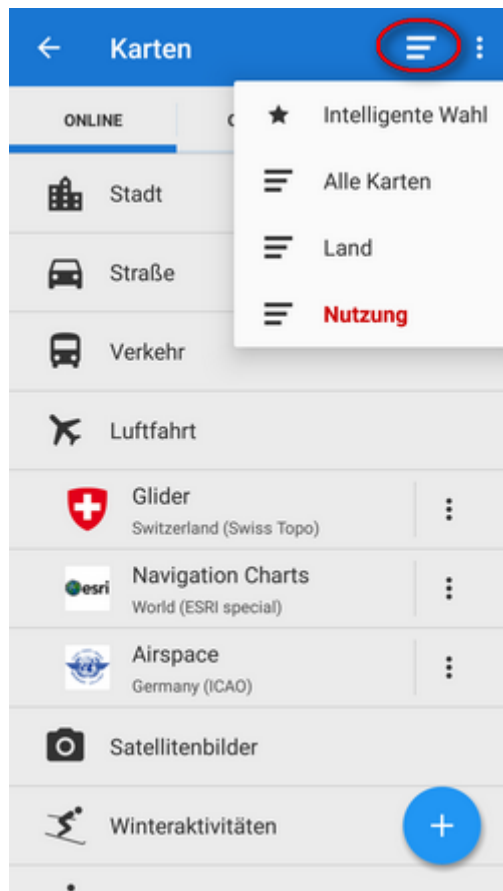 Karten
ONLINE
Intelligente Wahl
Alle Karten
Land
Nutzung
Stadt
Straße
Verkehr
Luftfahrt
Glider
Switzerland (Swiss Topo)
esri
Navigation Charts
World (ESRI special)
Airspace
Germany (ICAO)
Satellitenbilder
Winteraktivitäten